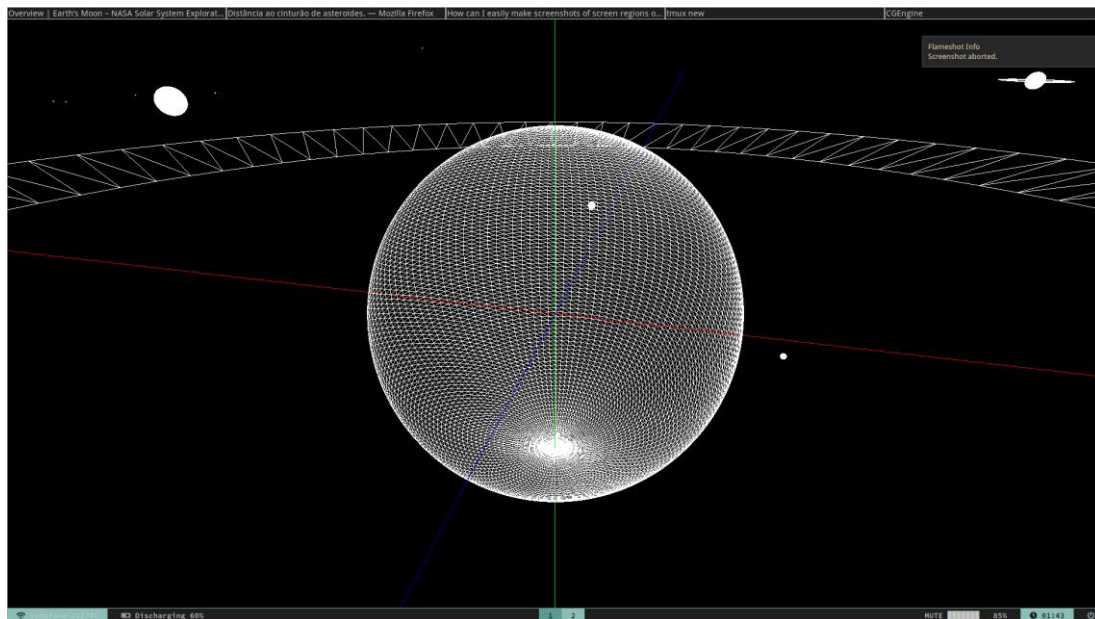 Overview | Earth's Moon – NASA Solar System Explorat...
Distância ao cinturão de asteroides. — Mozilla Firefox
How can I easily make screenshots of screen regions o...
tmux new
CGEngine
Flameshot Info
Screenshot aborted.
Discharging 60%
1 2
MUTE 85% 01:43